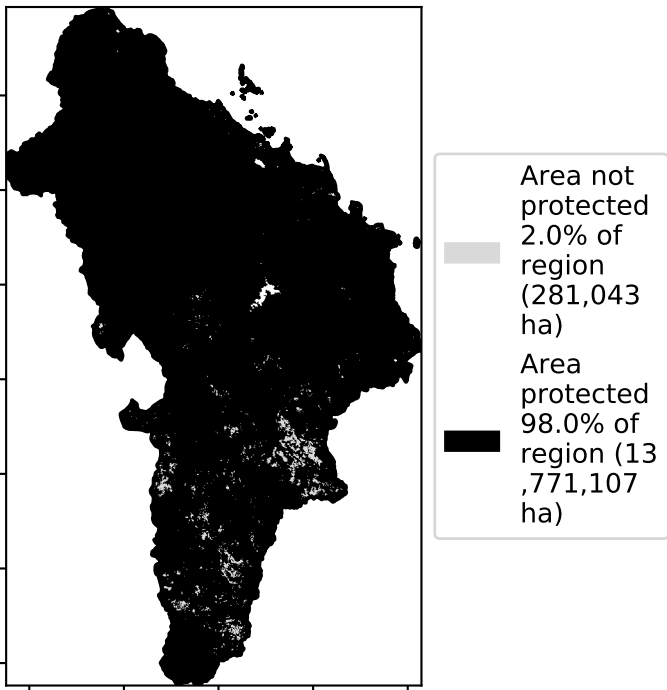 Area not
protected
2.0% of
region
(281,043
ha)
Area
protected
98.0% of
region (13
,771,107
ha)